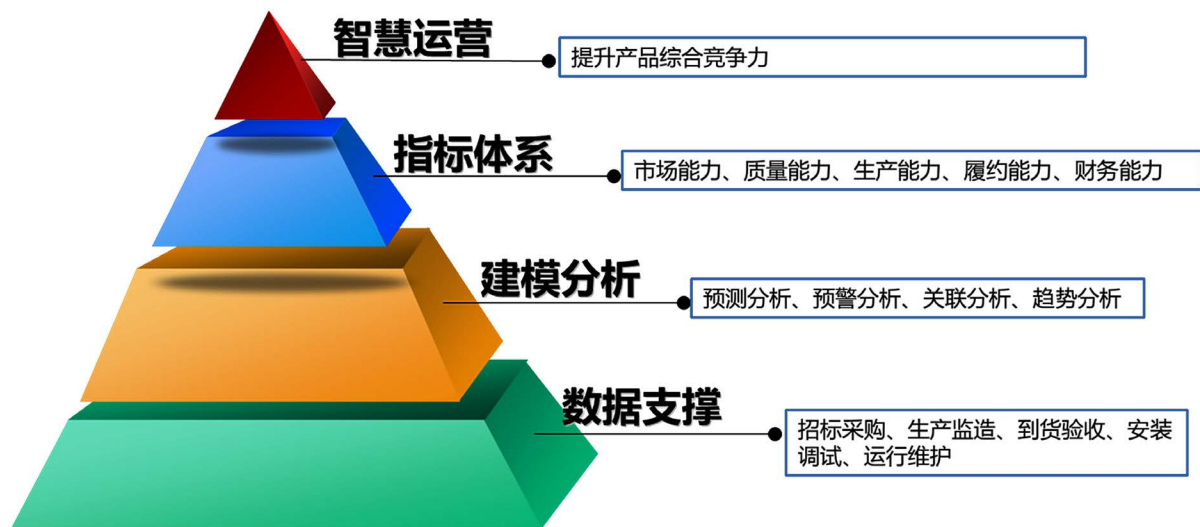 智慧运营
提升产品综合竞争力
指标体系
市场能力、质量能力、生产能力、履约能力、财务能力
建模分析
预测分析、预警分析、关联分析、趋势分析
数据支撑
招标采购、生产监造、到货验收、安装
调试、运行维护